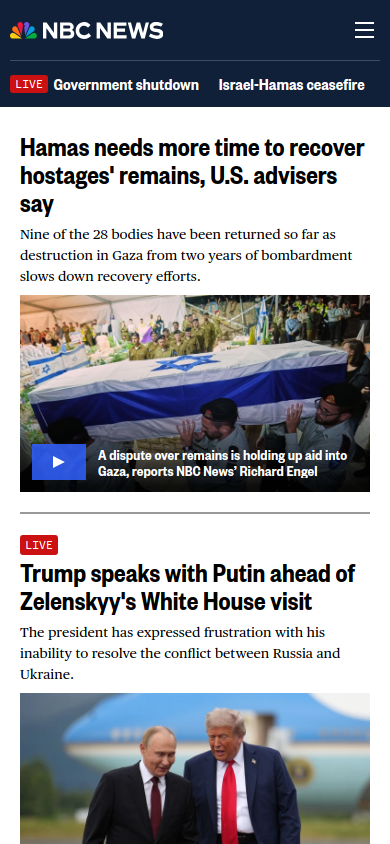 NBC NEWS
LIVE Government shutdown Israel-Hamas ceasefire
Hamas needs more time to recover
hostages' remains, U.S. advisers
say
Nine of the 28 bodies have been returned so far as
destruction in Gaza from two years of bombardment
slows down recovery efforts.
A dispute over remains is holding up aid into
Gaza, reports NBC News’ Richard Engel
LIVE
Trump speaks with Putin ahead of
Zelenskyy's White House visit
The president has expressed frustration with his
inability to resolve the conflict between Russia and
Ukraine.